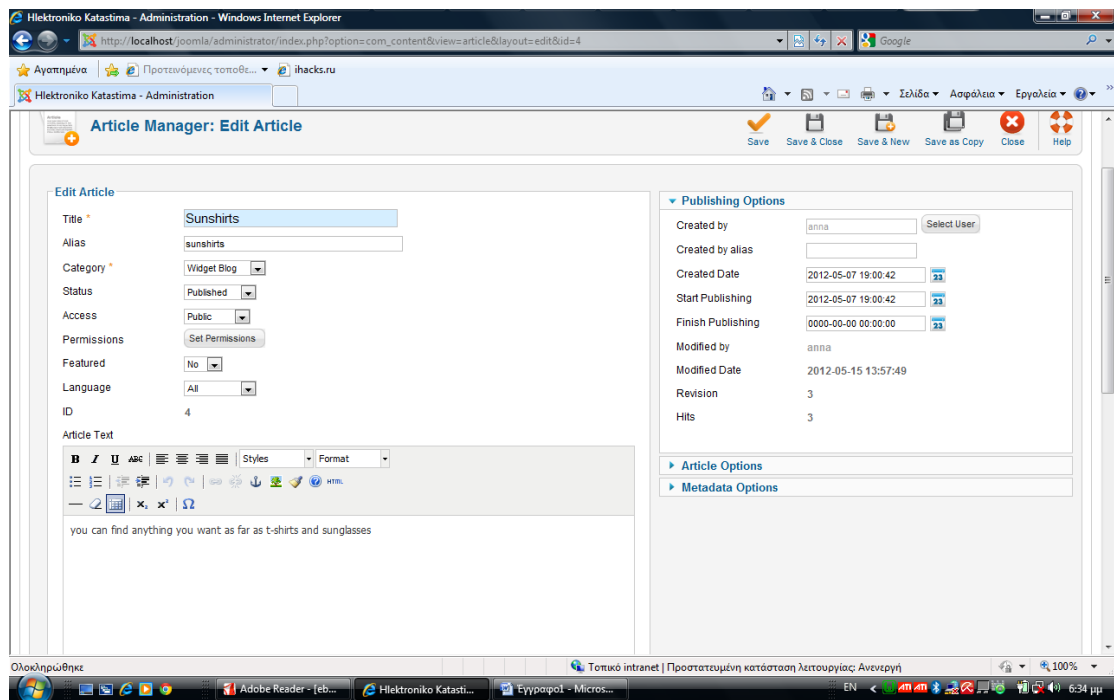 Hlektroniko Katastima - Administration - Windows Internet Explorer
http://localhost/joomla/administrator/index.php?option=com_content&view=article&layout=edit&id=4
Google
Αγαπημένα
Προτεινόμενες τοποθε...
ihacks.ru
Hlektroniko Katastima - Administration
Σελίδα
Ασφάλεια
Εργαλεία
Article Manager: Edit Article
Save
Save & Close
Save & New
Save as Copy
Close
Help
Edit Article
Title *
Sunshirts
Alias
sunshirts
Category *
Widget Blog
Status
Published
Access
Public
Permissions
Set Permissions
Featured
No
Language
All
ID
4
Article Text
B I U ABC
Styles
Format
HTML
you can find anything you want as far as t-shirts and sunglasses
Publishing Options
Created by
anna
Select User
Created by alias
Created Date
2012-05-07 19:00:42
23
Start Publishing
2012-05-07 19:00:42
23
Finish Publishing
0000-00-00 00:00:00
23
Modified by
anna
Modified Date
2012-05-15 13:57:49
Revision
3
Hits
3
Article Options
Metadata Options
Ολοκληρώθηκε
Τοπικό intranet | Προστατευμένη κατάσταση λειτουργίας: Ανενεργή
100%
Adobe Reader - [eb...
Hlektroniko Katasti...
Έγγραφο1 - Micros...
EN
6:34 μμ